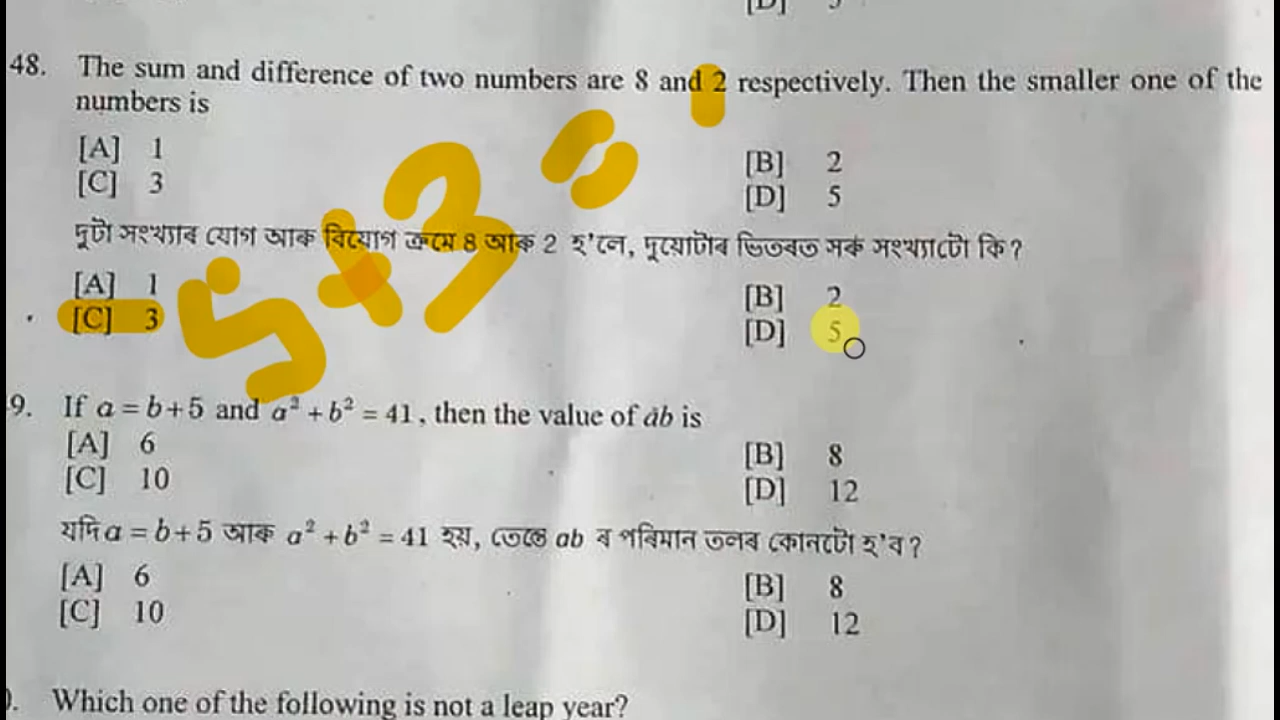 [D] 5
48. The sum and difference of two numbers are 8 and 2 respectively. Then the smaller one of the
numbers is
[A] 1 [B] 2
[C] 3 [D] 5
দুটা সংখ্যাৰ যোগ আৰু বিয়োগ ক্ৰমে 8 আৰু 2 হ'লে, দুয়োটাৰ ভিতৰত সৰু সংখ্যাটো কি?
[A] 1 [B] 2
[C] 3 [D] 5
5+3=
9. If a = b+5 and a² + b² = 41, then the value of ab is
[A] 6 [B] 8
[C] 10 [D] 12
যদি a = b+5 আৰু a² + b² = 41 হয়, তেন্তে ab ৰ পৰিমান তলৰ কোনটো হ'ব?
[A] 6 [B] 8
[C] 10 [D] 12
Which one of the following is not a leap year?